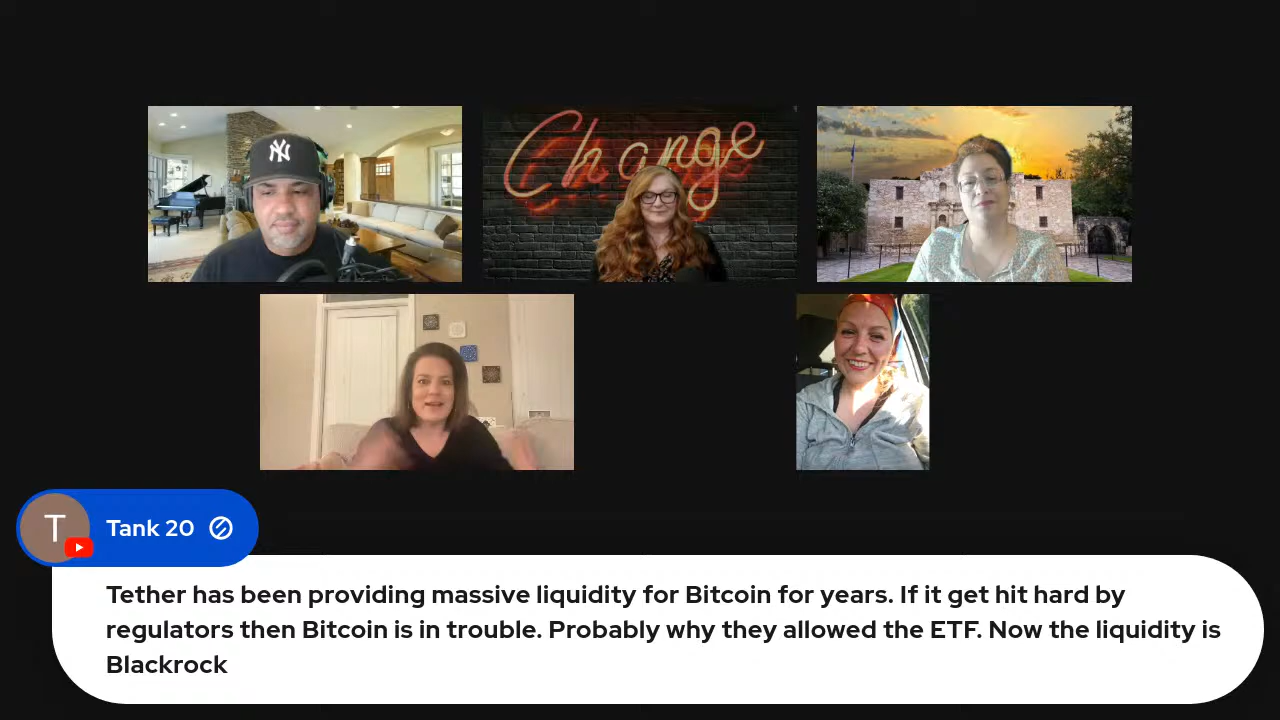 NY
Change
T
Tank 20
Tether has been providing massive liquidity for Bitcoin for years. If it get hit hard by
regulators then Bitcoin is in trouble. Probably why they allowed the ETF. Now the liquidity is
Blackrock